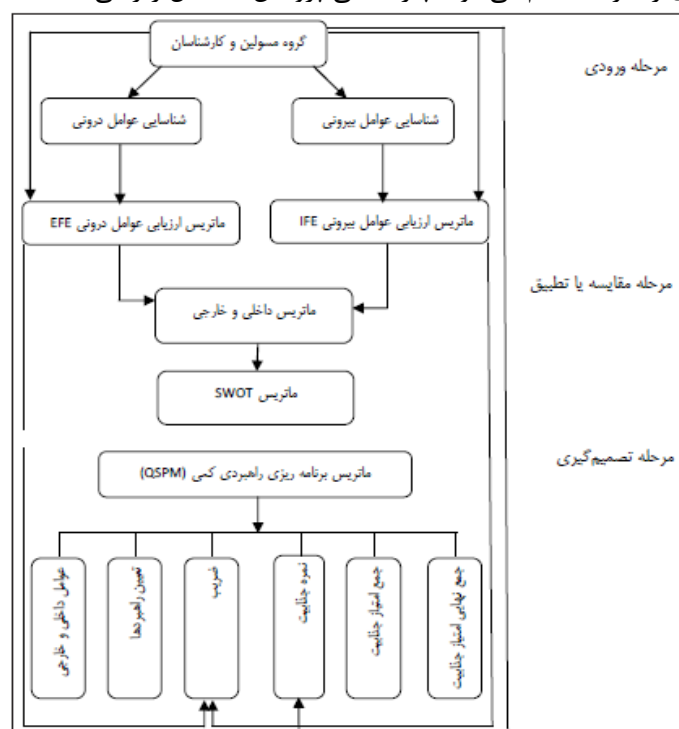 گروه مسولین و کارشناسان
مرحله ورودی
شناسایی عوامل بیرونی
شناسایی عوامل درونی
ماتریس ارزیابی عوامل بیرونی IFE
ماتریس ارزیابی عوامل درونی EFE
مرحله مقایسه یا تطبیق
ماتریس داخلی و خارجی
ماتریس SWOT
مرحله تصمیم‌گیری
ماتریس برنامه ریزی راهبردی کمی (QSPM)
جمع نهایی امتیاز جذابیت
جمع امتیاز جذابیت
نمره جذابیت
ضریب
تعیین راهبردها
عوامل داخلی و خارجی